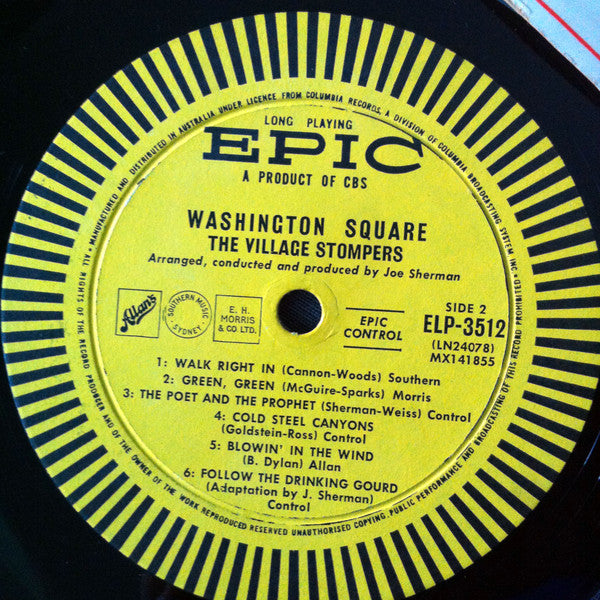 LONG PLAYING
EPIC
A PRODUCT OF CBS
WASHINGTON SQUARE
THE VILLAGE STOMPERS
Arranged, conducted and produced by Joe Sherman
Allan's
SOUTHERN MUSIC
SYDNEY
E. H.
MORRIS
& CO LTD.
EPIC
CONTROL
SIDE 2
ELP-3512
(LN24078)
MX141855
1: WALK RIGHT IN (Cannon-Woods) Southern
2: GREEN, GREEN (McGuire-Sparks) Morris
3: THE POET AND THE PROPHET (Sherman-Weiss) Control
4: COLD STEEL CANYONS
(Goldstein-Ross) Control
5: BLOWIN' IN THE WIND
(B. Dylan) Allan
6: FOLLOW THE DRINKING GOURD
(Adaptation by J. Sherman)
Control
• MANUFACTURED AND DISTRIBUTED IN AUSTRALIA UNDER LICENCE FROM COLUMBIA RECORDS, A DIVISION OF COLUMBIA BROADCASTING SYSTEM INC. •
ALL RIGHTS OF THE RECORD PRODUCER AND OF THE OWNER OF THE WORK REPRODUCED RESERVED UNAUTHORISED COPYING, PUBLIC PERFORMANCE AND BROADCASTING OF THIS RECORD PROHIBITED